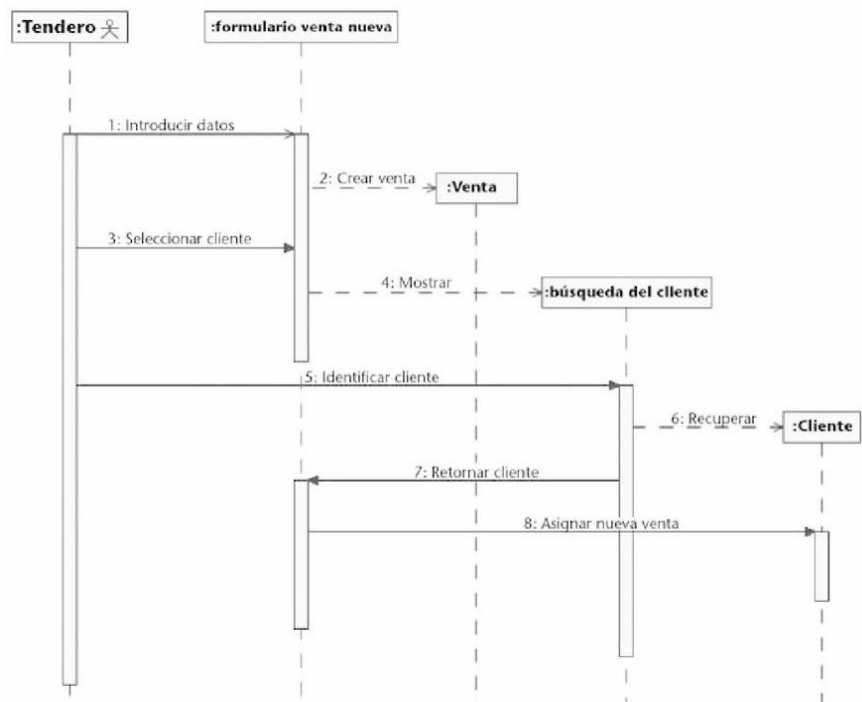 :Tendero
:formulario venta nueva
1: Introducir datos
2: Crear venta
:Venta
3: Seleccionar cliente
4: Mostrar
:búsqueda del cliente
5: Identificar cliente
6: Recuperar
:Cliente
7: Retornar cliente
8: Asignar nueva venta